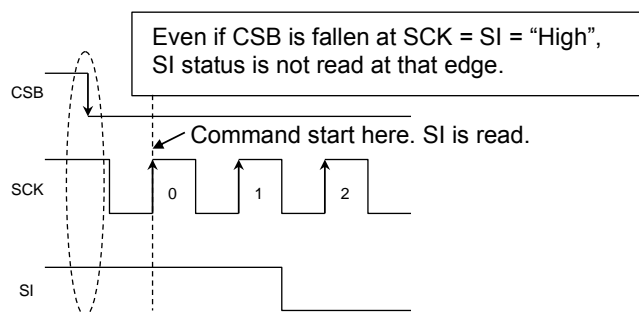 Even if CSB is fallen at SCK = SI = “High”,
SI status is not read at that edge.
CSB
Command start here. SI is read.
SCK
0
1
2
SI